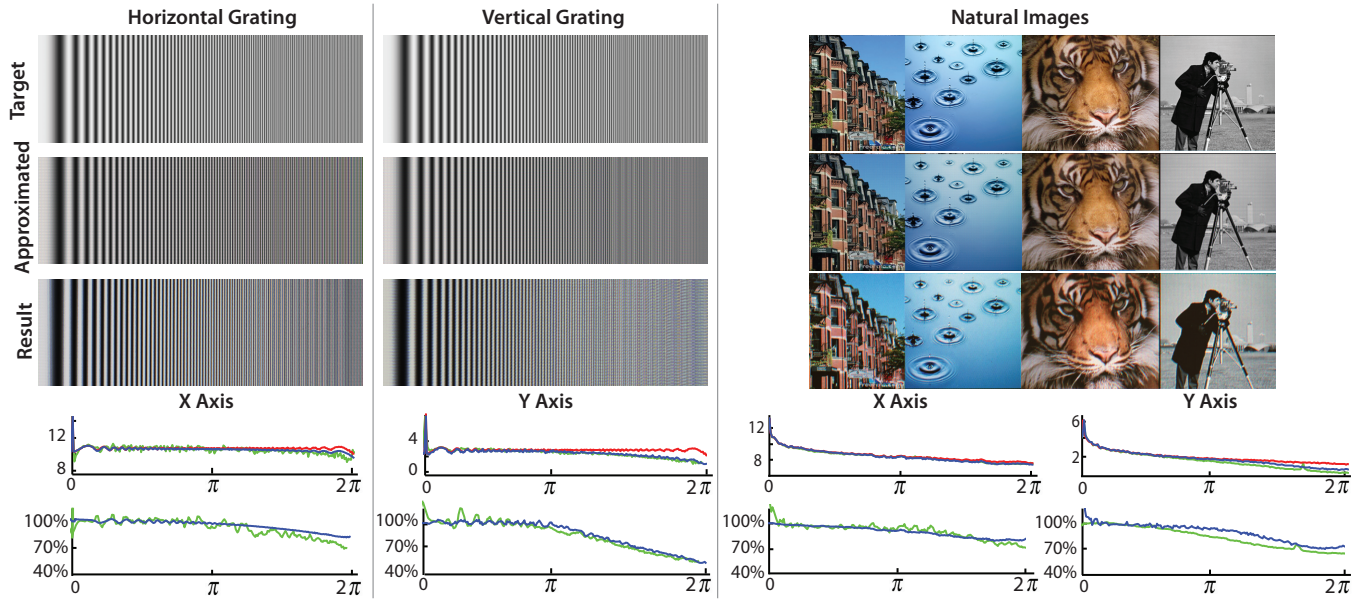 Horizontal Grating
Vertical Grating
Natural Images
Target
Approximated
Result
X Axis
Y Axis
X Axis
Y Axis
12
8
0
π
2π
4
0
0
π
2π
12
8
0
π
2π
6
2
0
π
2π
100%
70%
40%
0
π
2π
100%
70%
40%
0
π
2π
100%
70%
40%
0
π
2π
100%
70%
40%
0
π
2π